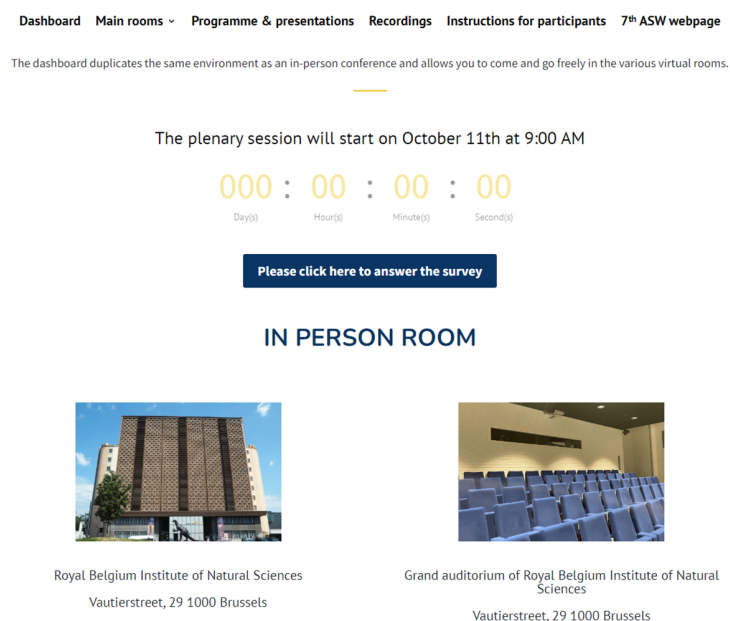 Dashboard Main rooms Programme & presentations Recordings Instructions for participants 7th ASW webpage
The dashboard duplicates the same environment as an in-person conference and allows you to come and go freely in the various virtual rooms.
The plenary session will start on October 11th at 9:00 AM
000 : 00 : 00 : 00
Day(s) Hour(s) Minute(s) Second(s)
Please click here to answer the survey
IN PERSON ROOM
Royal Belgium Institute of Natural Sciences
Vautierstreet, 29 1000 Brussels
Grand auditorium of Royal Belgium Institute of Natural
Sciences
Vautierstreet, 29 1000 Brussels